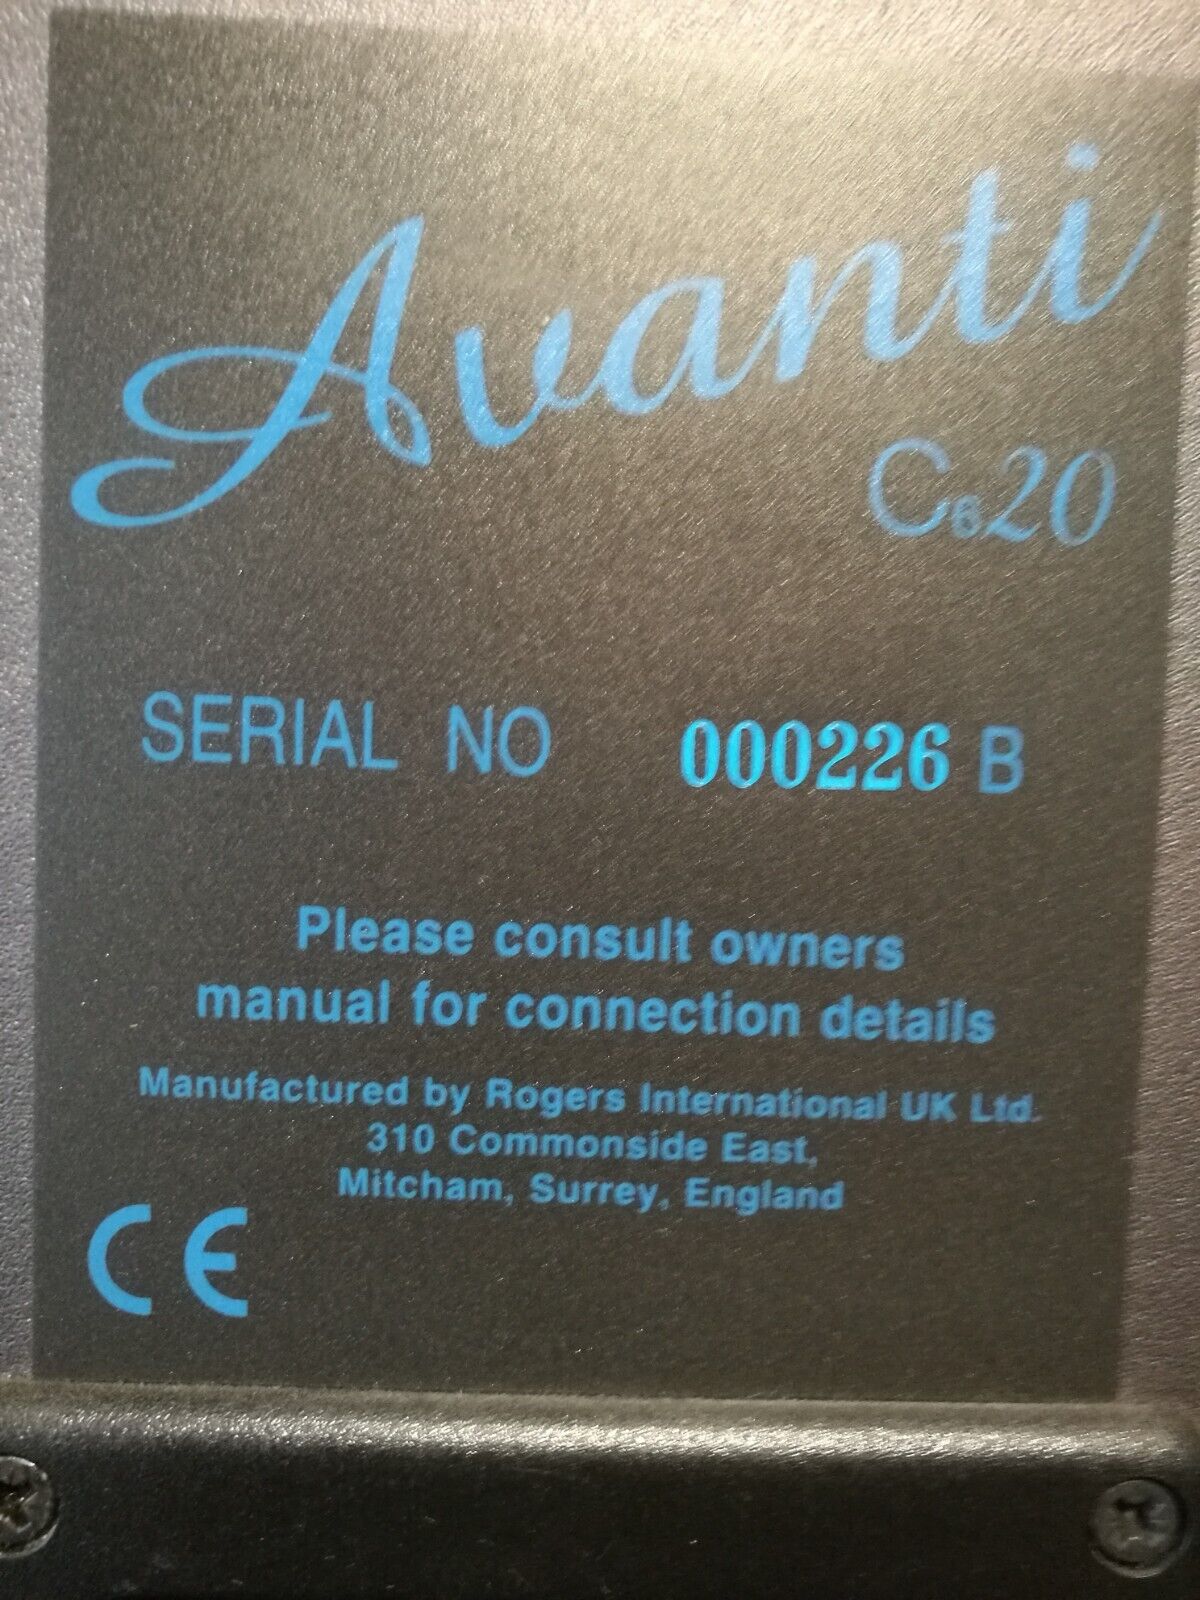 Avanti
C₆20
SERIAL NO 000226 B
Please consult owners
manual for connection details
Manufactured by Rogers International UK Ltd.
310 Commonside East,
Mitcham, Surrey, England
CE